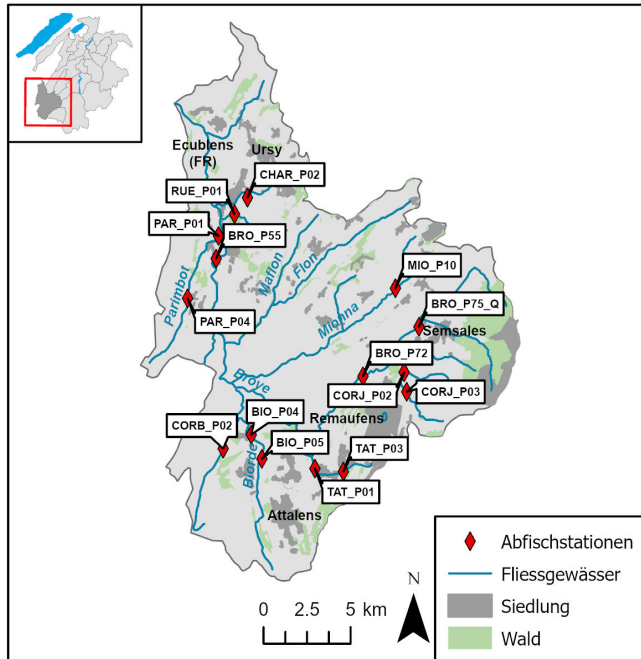 Ecublens
(FR)
Ursy
CHAR_P02
RUE_P01
PAR_P01
BRO_P55
Marion
Flon
Parimbot
MIO_P10
Mionna
BRO_P75_Q
PAR_P04
Semsales
BRO_P72
Broye
CORJ_P02
CORJ_P03
BIO_P04
Remaufens
CORB_P02
BIO_P05
Biorde
TAT_P03
TAT_P01
Attalens
Abfischstationen
Fliessgewässer
Siedlung
Wald
N
0 2.5 5 km